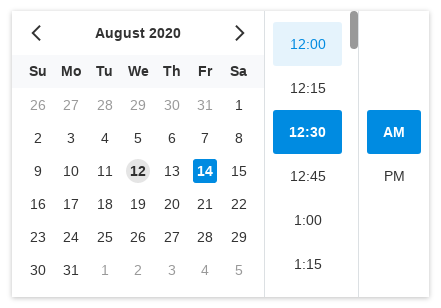 August 2020
Su Mo Tu We Th Fr Sa
26 27 28 29 30 31 1
2 3 4 5 6 7 8
9 10 11 12 13 14 15
16 17 18 19 20 21 22
23 24 25 26 27 28 29
30 31 1 2 3 4 5
12:00
12:15
12:30
12:45
1:00
1:15
AM
PM